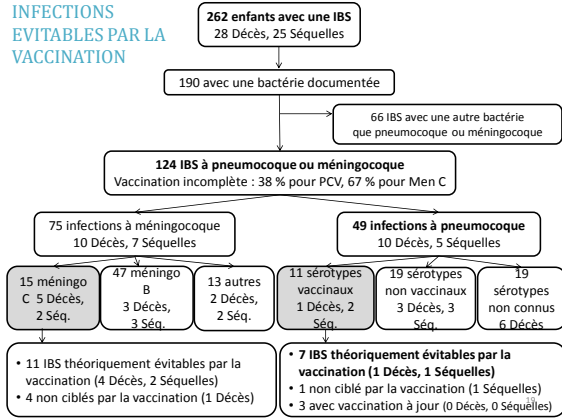 INFECTIONS
EVITABLES PAR LA
VACCINATION
262 enfants avec une IBS
28 Décès, 25 Séquelles
190 avec une bactérie documentée
66 IBS avec une autre bactérie
que pneumocoque ou méningocoque
124 IBS à pneumocoque ou méningocoque
Vaccination incomplète : 38 % pour PCV, 67 % pour Men C
75 infections à méningocoque
10 Décès, 7 Séquelles
49 infections à pneumocoque
10 Décès, 5 Séquelles
15 méningo
C 5 Décès,
2 Séq.
47 méningo
B
3 Décès,
3 Séq.
13 autres
2 Décès,
2 Séq.
11 sérotypes
vaccinaux
1 Décès, 2
Séq.
19 sérotypes
non vaccinaux
3 Décès, 3
Séq.
19
sérotypes
non connus
6 Décès
• 11 IBS théoriquement évitables par la
vaccination (4 Décès, 2 Séquelles)
• 4 non ciblés par la vaccination (1 Décès)
• 7 IBS théoriquement évitables par la
vaccination (1 Décès, 1 Séquelles)
• 1 non ciblé par la vaccination (1 Séquelles)
• 3 avec vaccination à jour (0 Décès, 0 Séquelles)
19